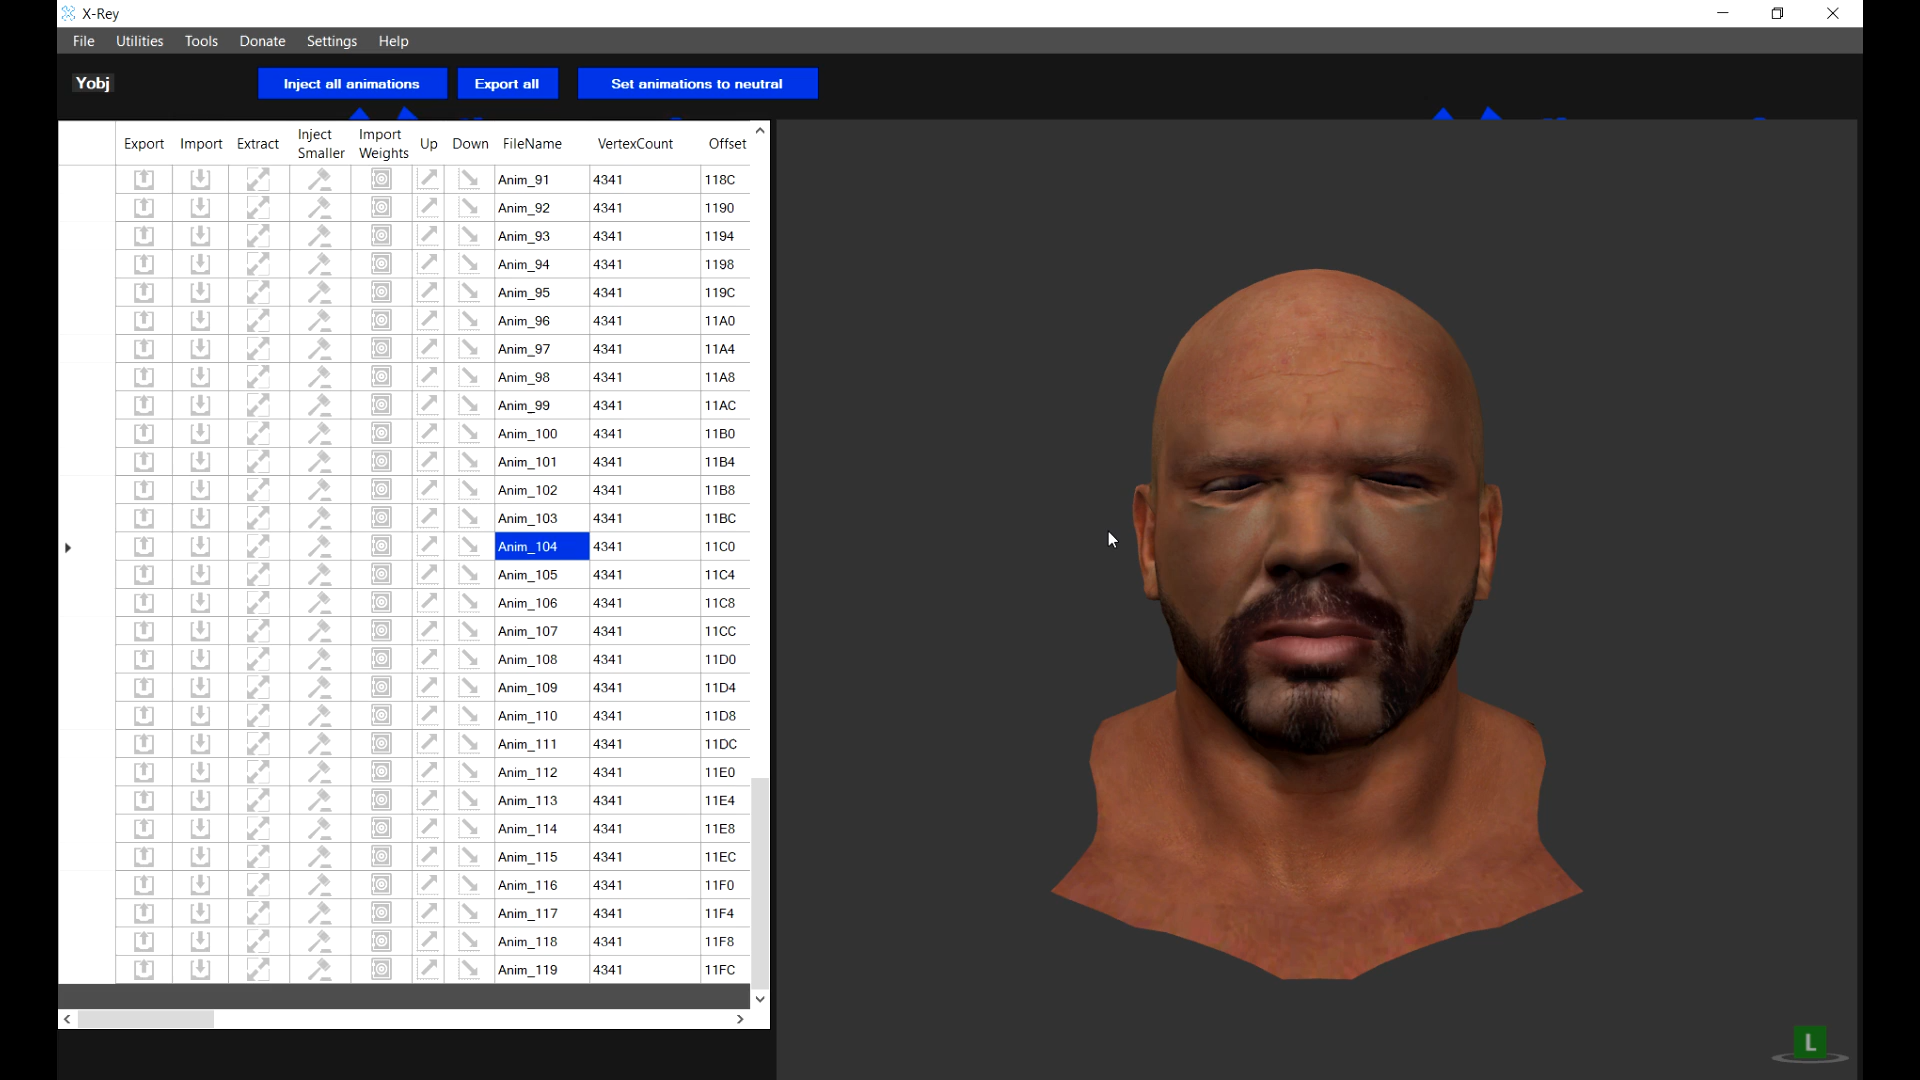 X-Rey
File Utilities Tools Donate Settings Help
Yobj Inject all animations Export all Set animations to neutral
Export Import Extract Inject Smaller Import Weights Up Down FileName VertexCount Offset
Anim_91 4341 118C
Anim_92 4341 1190
Anim_93 4341 1194
Anim_94 4341 1198
Anim_95 4341 119C
Anim_96 4341 11A0
Anim_97 4341 11A4
Anim_98 4341 11A8
Anim_99 4341 11AC
Anim_100 4341 11B0
Anim_101 4341 11B4
Anim_102 4341 11B8
Anim_103 4341 11BC
Anim_104 4341 11C0
Anim_105 4341 11C4
Anim_106 4341 11C8
Anim_107 4341 11CC
Anim_108 4341 11D0
Anim_109 4341 11D4
Anim_110 4341 11D8
Anim_111 4341 11DC
Anim_112 4341 11E0
Anim_113 4341 11E4
Anim_114 4341 11E8
Anim_115 4341 11EC
Anim_116 4341 11F0
Anim_117 4341 11F4
Anim_118 4341 11F8
Anim_119 4341 11FC
L